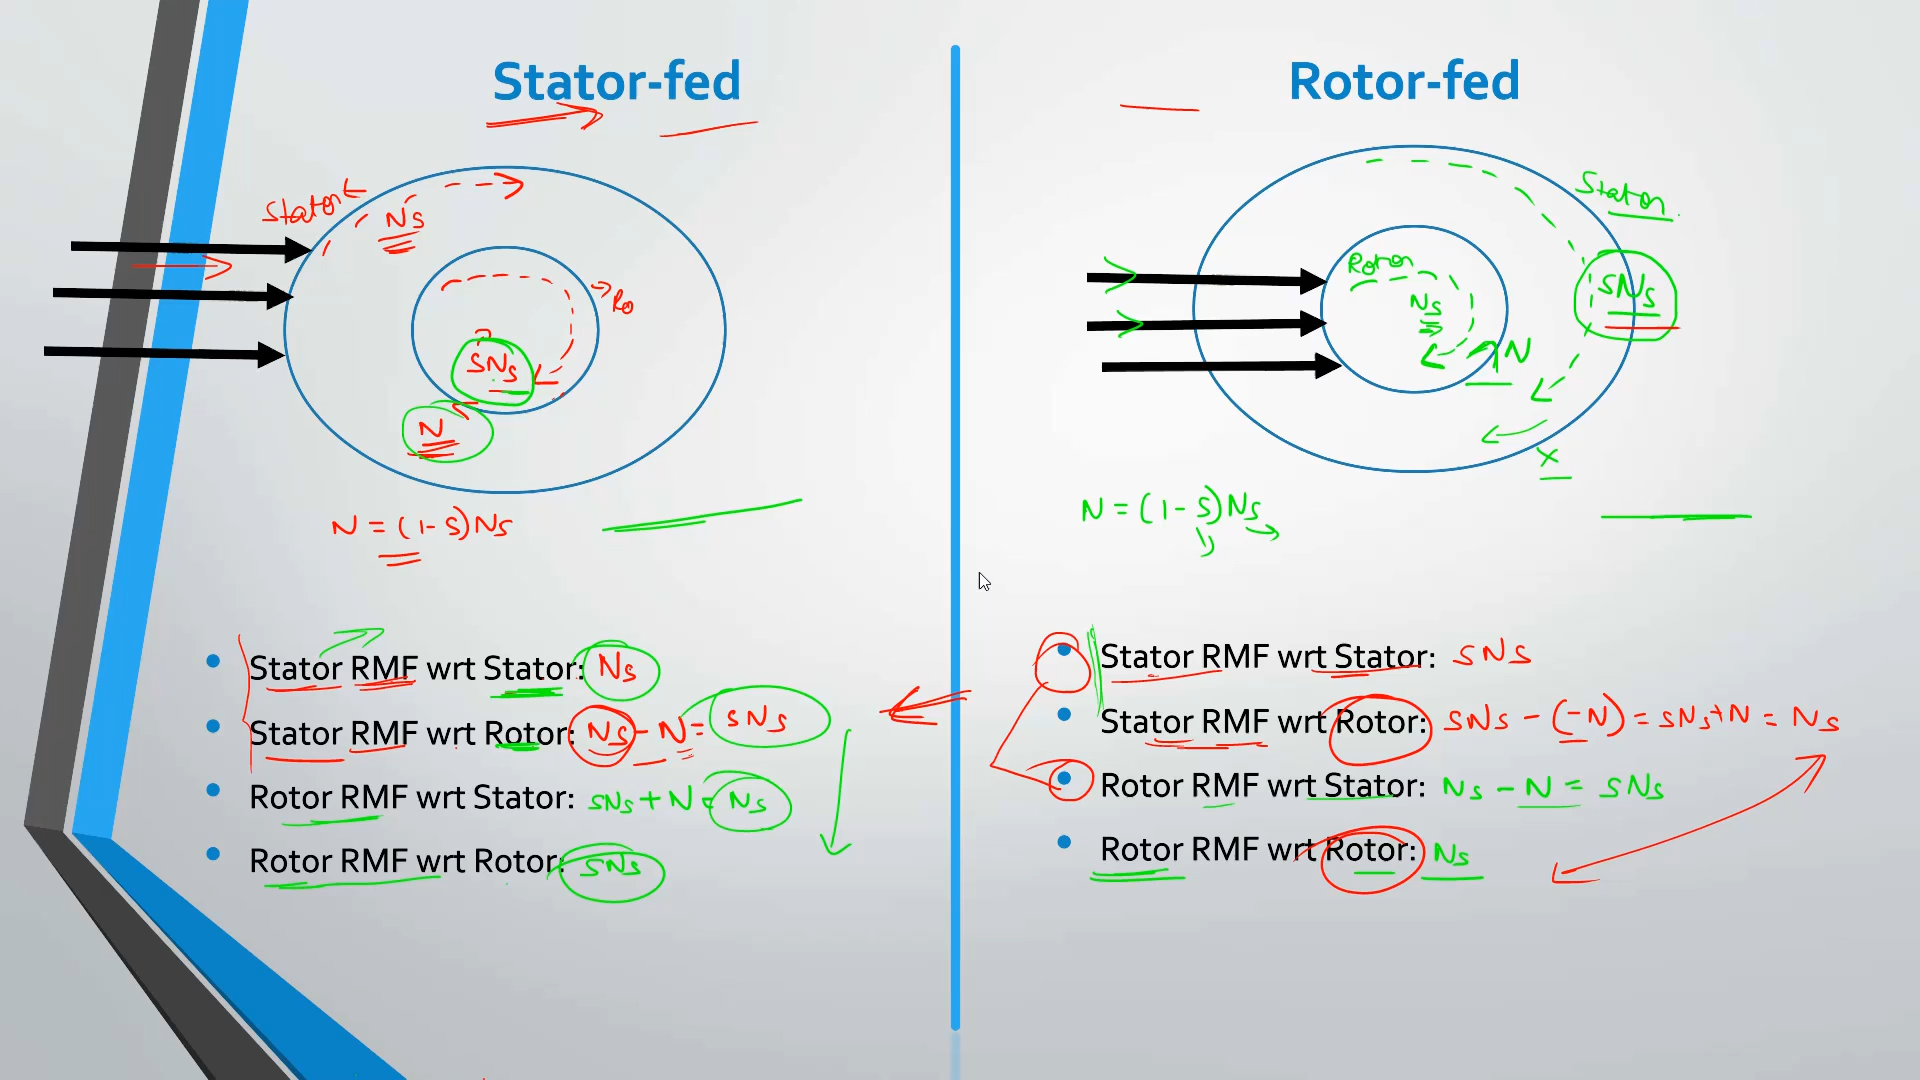 Stator-fed
Stator
Ns
Ro
sNs
N
N = (1-s)Ns
Stator RMF wrt Stator: Ns
Stator RMF wrt Rotor: Ns - N = sNs
Rotor RMF wrt Stator: sNs + N = Ns
Rotor RMF wrt Rotor: sNs
Rotor-fed
Stator
Rotor
Ns
sNs
N
x
N = (1-s)Ns
Stator RMF wrt Stator: sNs
Stator RMF wrt Rotor: sNs - (-N) = sNs + N = Ns
Rotor RMF wrt Stator: Ns - N = sNs
Rotor RMF wrt Rotor: Ns